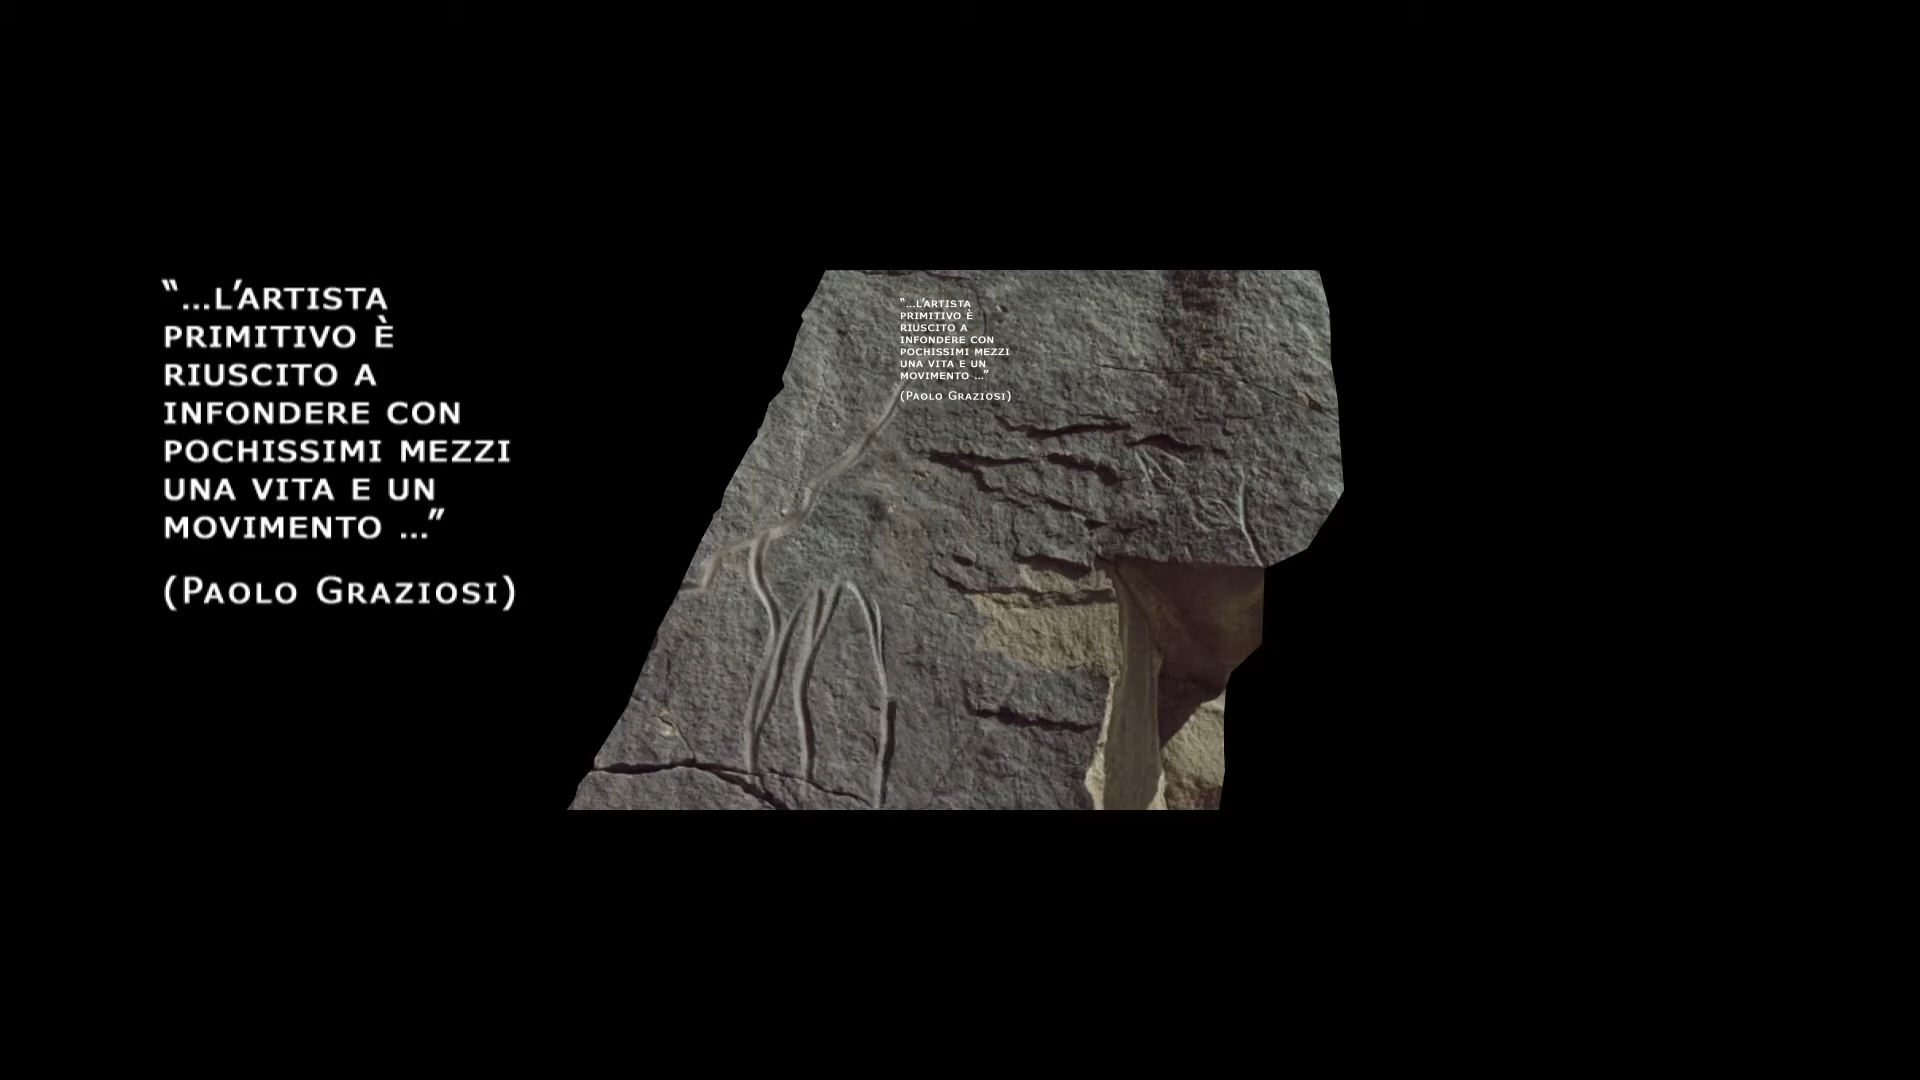 “...L’ARTISTA
PRIMITIVO È
RIUSCITO A
INFONDERE CON
POCHISSIMI MEZZI
UNA VITA E UN
MOVIMENTO ...”
(PAOLO GRAZIOSI)
“...L’ARTISTA
PRIMITIVO È
RIUSCITO A
INFONDERE CON
POCHISSIMI MEZZI
UNA VITA E UN
MOVIMENTO ...”
(PAOLO GRAZIOSI)